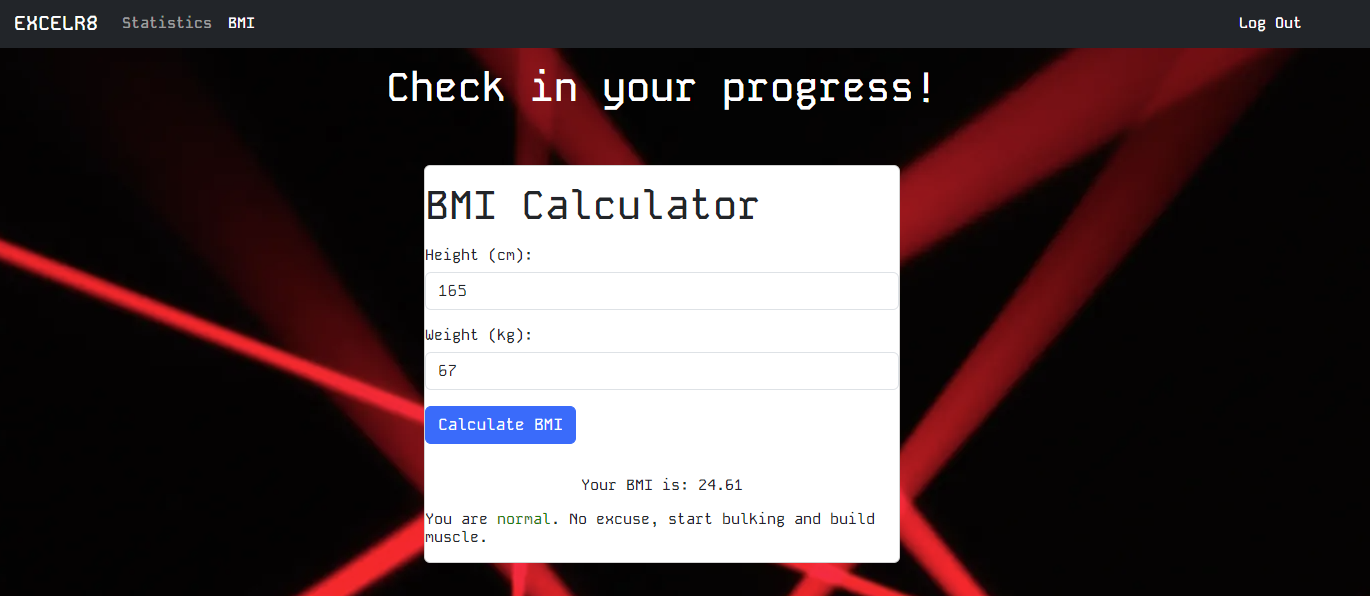 EXCELR8 Statistics BMI Log Out
Check in your progress!
BMI Calculator
Height (cm):
165
Weight (kg):
67
Calculate BMI
Your BMI is: 24.61
You are normal. No excuse, start bulking and build
muscle.